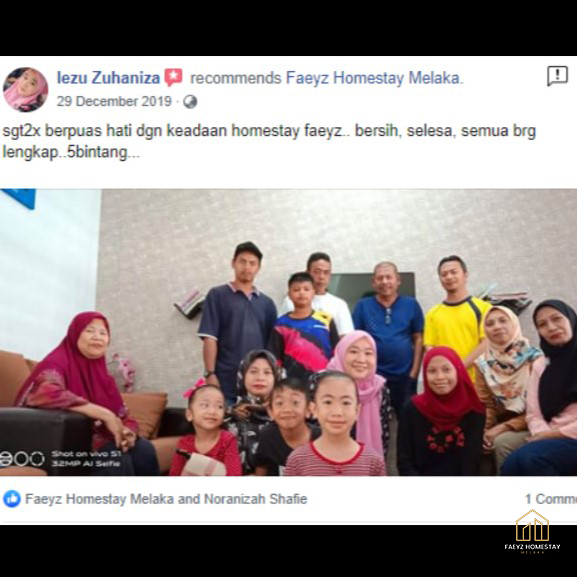 Iezu Zuhaniza recommends Faeyz Homestay Melaka.
29 December 2019 ·
sgt2x berpuas hati dgn keadaan homestay faeyz.. bersih, selesa, semua brg
lengkap..5bintang...
Shot on vivo S1
32MP AI Selfie
Faeyz Homestay Melaka and Noranizah Shafie
1 Comme
FAEYZ HOMESTAY
MELAKA